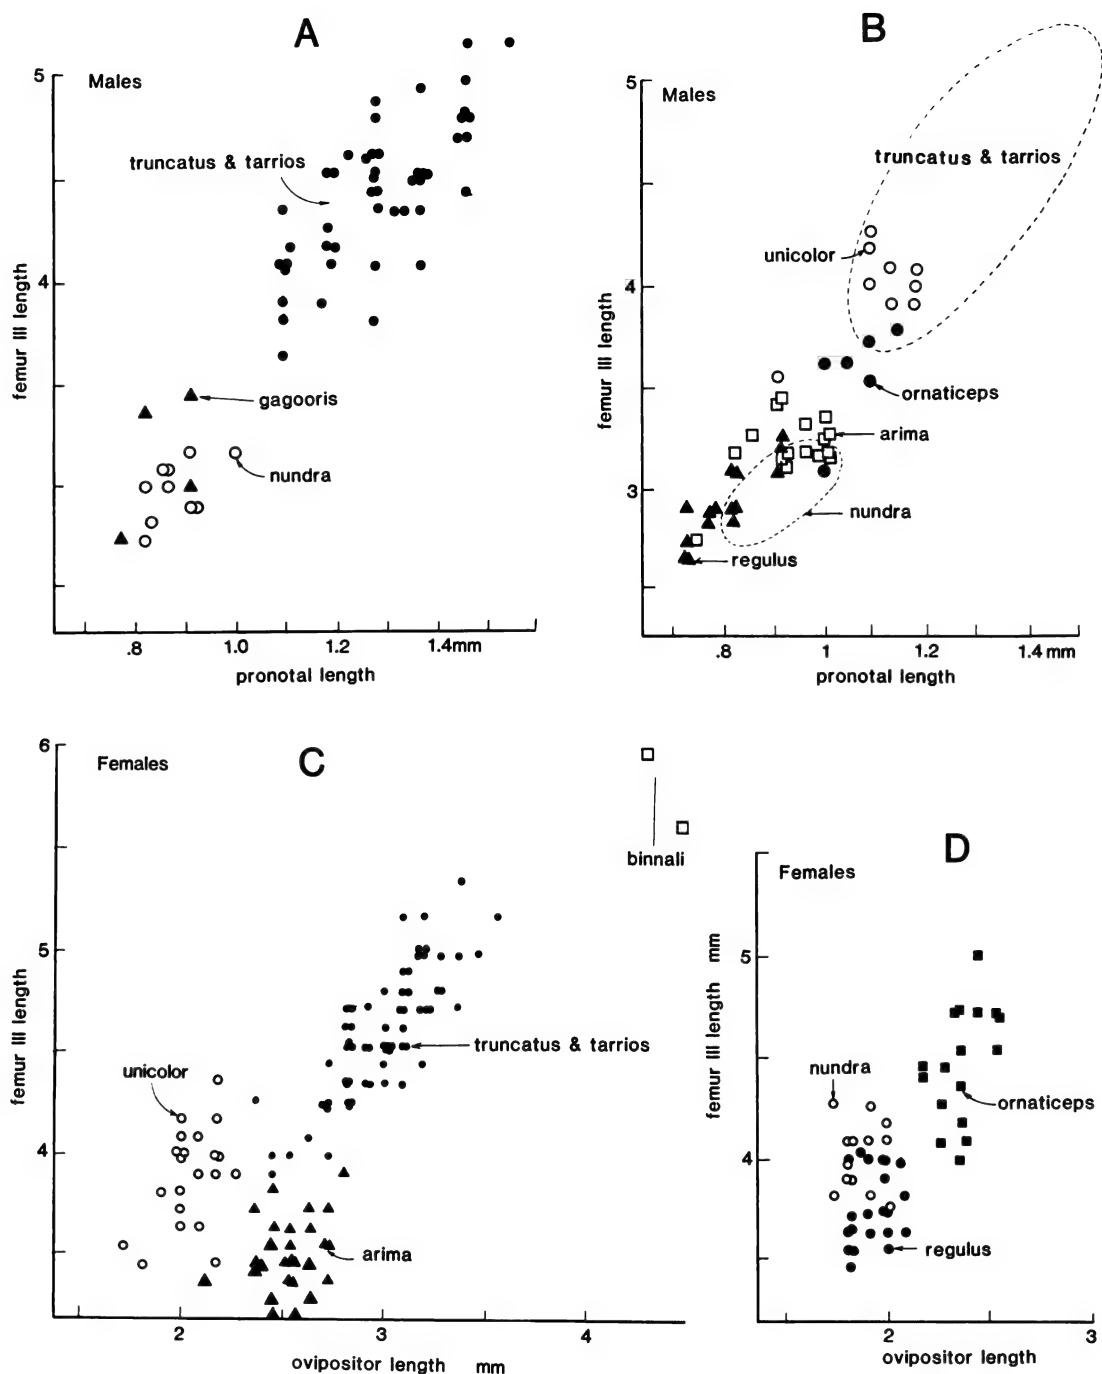 A
Males
5
4
truncatus & tarrios
gagooris
nundra
femur III length
.8
1.0
1.2
1.4mm
pronotal length
B
Males
5
4
3
truncatus & tarrios
unicolor
ornaticeps
arima
nundra
regulus
femur III length
.8
1
1.2
1.4 mm
pronotal length
C
Females
6
5
4
binnali
truncatus & tarrios
unicolor
arima
femur III length
2
3
4
ovipositor length mm
D
Females
5
4
nundra
ornaticeps
regulus
femur III length mm
2
3
ovipositor length